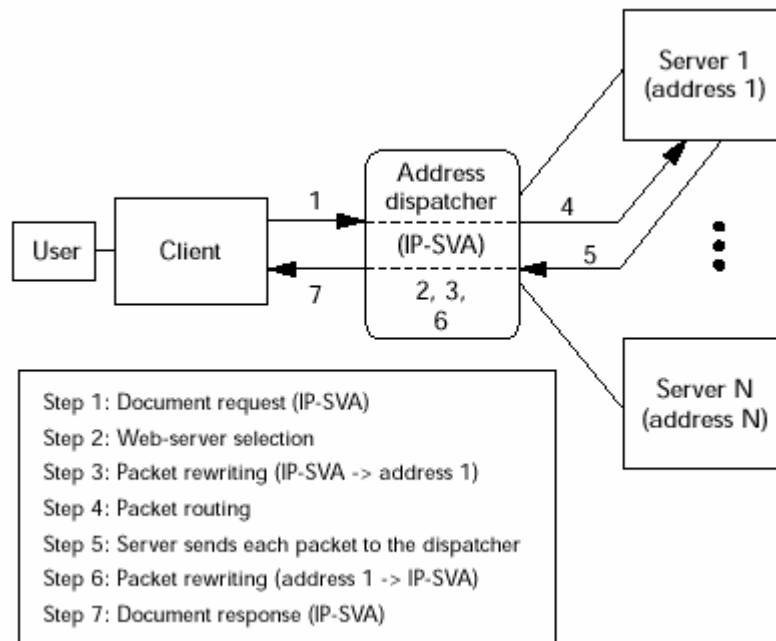 Server 1
(address 1)
Address
dispatcher
1
4
User
Client
(IP-SVA)
5
7
2, 3,
6
Server N
(address N)
Step 1: Document request (IP-SVA)
Step 2: Web-server selection
Step 3: Packet rewriting (IP-SVA -> address 1)
Step 4: Packet routing
Step 5: Server sends each packet to the dispatcher
Step 6: Packet rewriting (address 1 -> IP-SVA)
Step 7: Document response (IP-SVA)